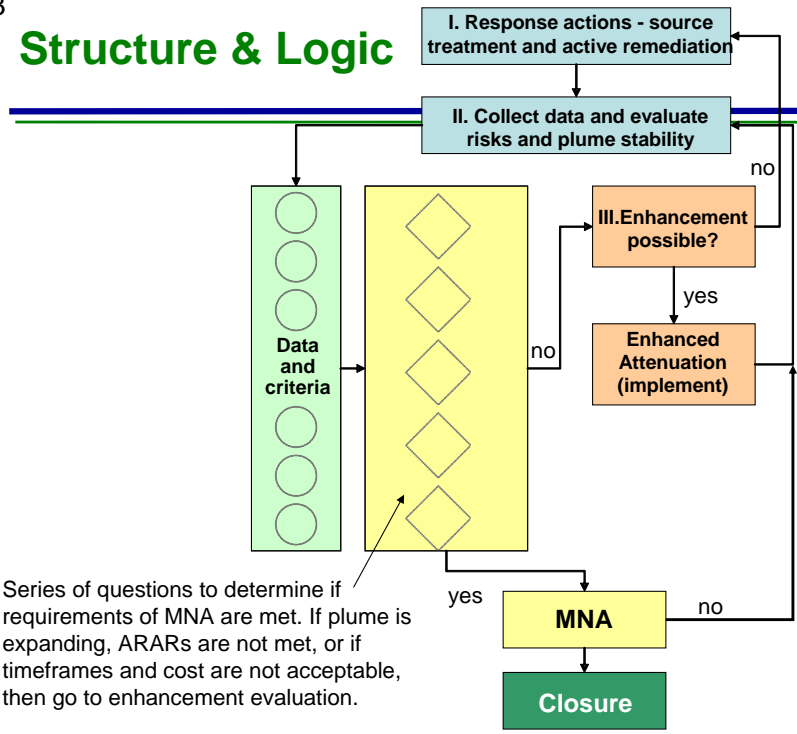 Structure & Logic
I. Response actions - source
treatment and active remediation
II. Collect data and evaluate
risks and plume stability
no
III.Enhancement
possible?
yes
Data
and
criteria
no
Enhanced
Attenuation
(implement)
Series of questions to determine if
requirements of MNA are met. If plume is
expanding, ARARs are not met, or if
timeframes and cost are not acceptable,
then go to enhancement evaluation.
yes
MNA
no
Closure